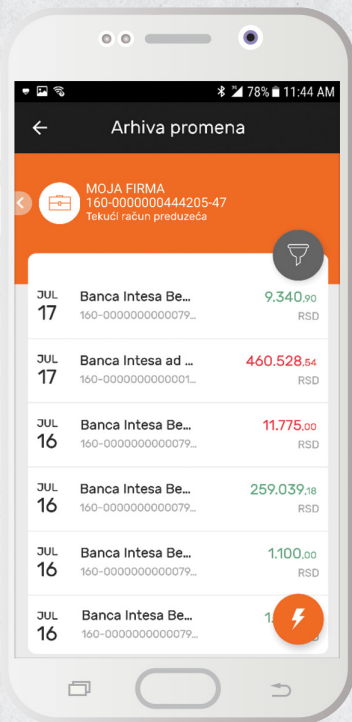 78% 11:44 AM
Arhiva promena
MOJA FIRMA
160-0000000444205-47
Tekući račun preduzeća
JUL 17 Banca Intesa Be... 9.340,90
160-0000000000079... RSD
JUL 17 Banca Intesa ad ... 460.528,54
160-0000000000001... RSD
JUL 16 Banca Intesa Be... 11.775,00
160-0000000000079... RSD
JUL 16 Banca Intesa Be... 259.039,18
160-0000000000079... RSD
JUL 16 Banca Intesa Be... 1.100,00
160-0000000000079... RSD
JUL 16 Banca Intesa Be... 1.
160-0000000000079...